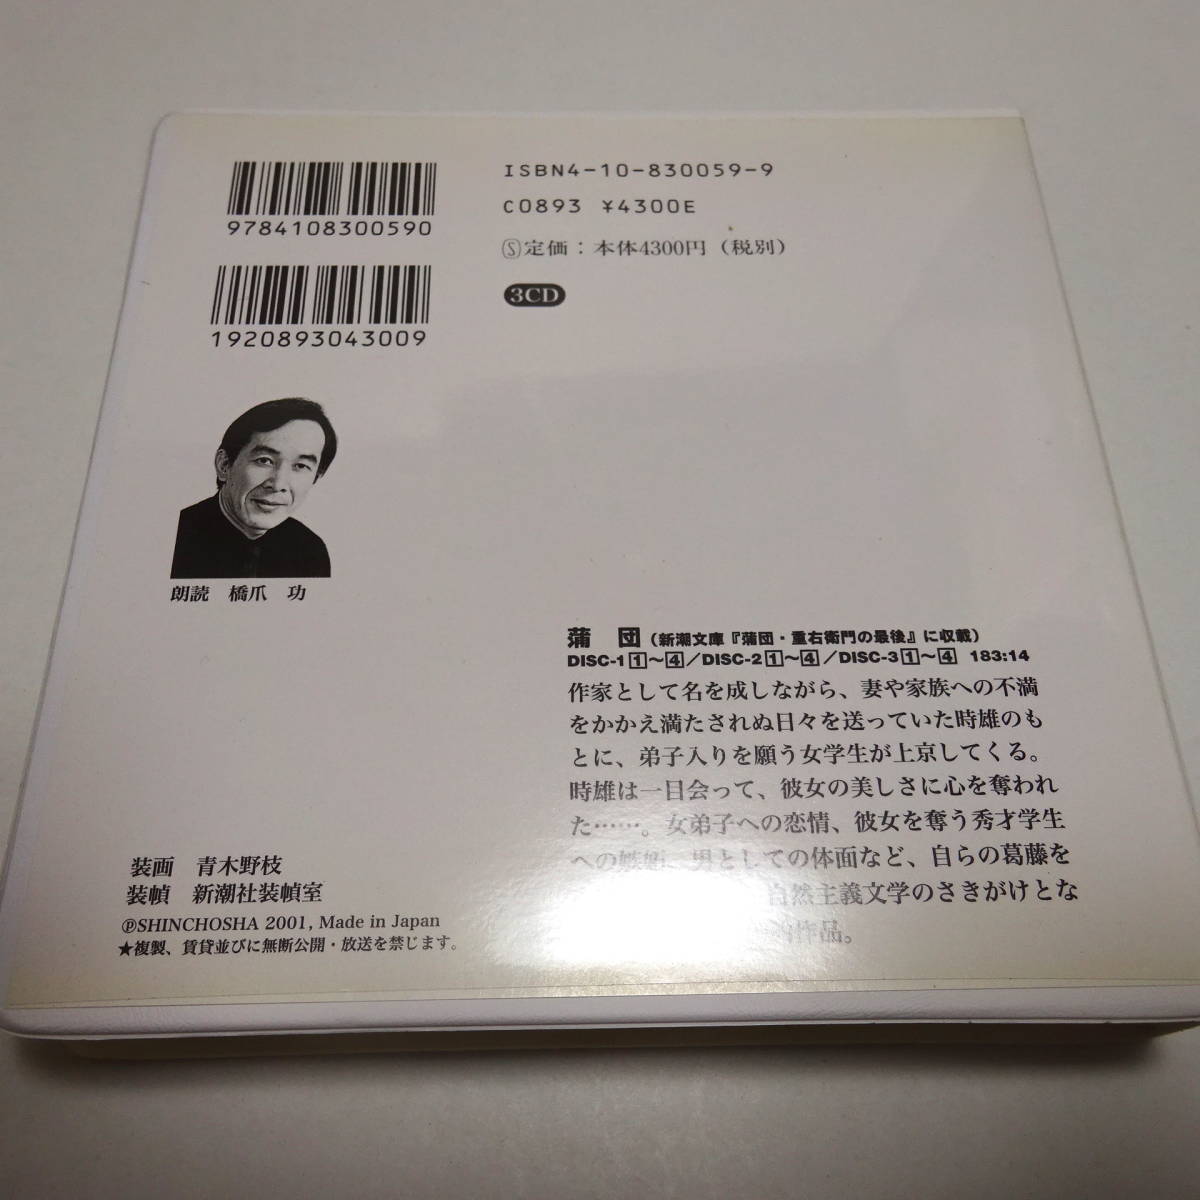 9784108300590
1920893043009
ISBN4-10-830059-9
C0893 ¥4300E
Ⓢ定価：本体4300円（税別）
3CD
朗読 橋爪 功
蒲 団（新潮文庫『蒲団・重右衛門の最後』に収載）
DISC-1 1～4／DISC-2 1～4／DISC-3 1～4 183:14
作家として名を成しながら、妻や家族への不満
をかかえ満たされぬ日々を送っていた時雄のも
とに、弟子入りを願う女学生が上京してくる。
時雄は一目会って、彼女の美しさに心を奪われ
た……。女弟子への恋情、彼女を奪う秀才学生
への嫉妬、男としての体面など、自らの葛藤を
自然主義文学のさきがけとな
作品。
装画 青木野枝
装幀 新潮社装幀室
ⓅSHINCHOSHA 2001, Made in Japan
★複製、賃貸並びに無断公開・放送を禁じます。